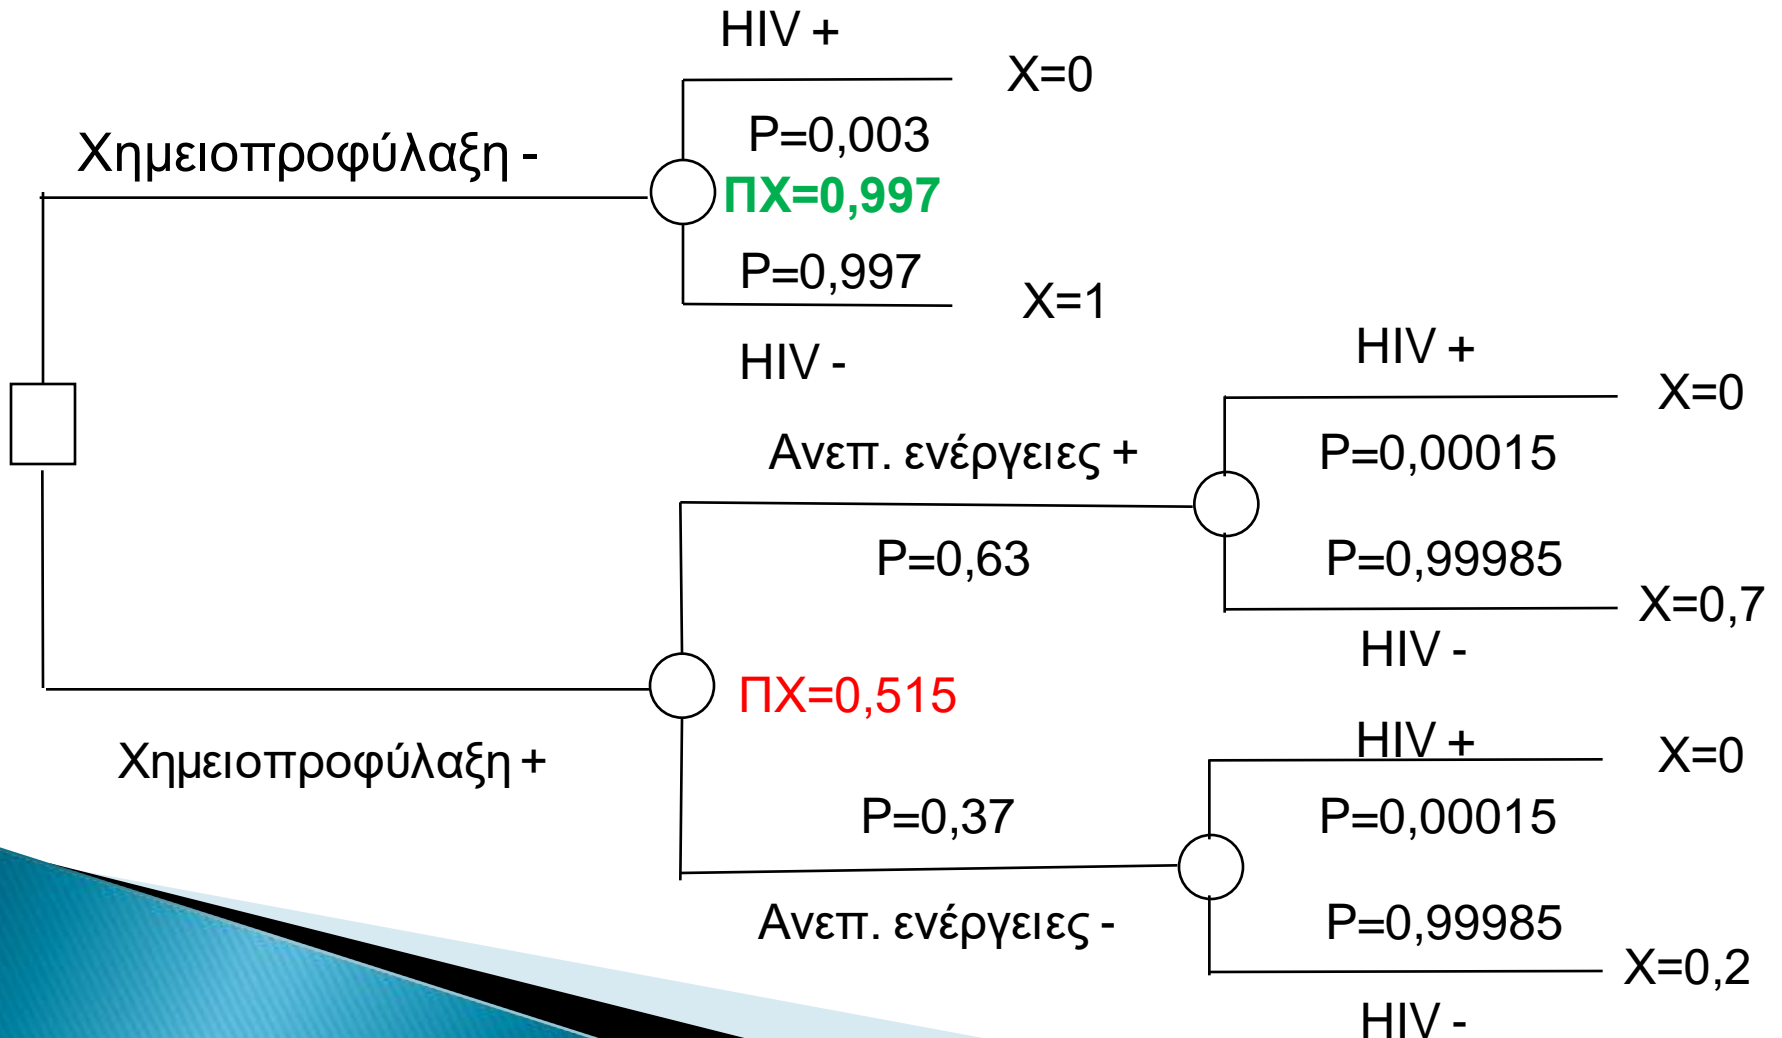 HIV +
X=0
Χημειοπροφύλαξη -
P=0,003
ΠΧ=0,997
P=0,997
X=1
HIV -
HIV +
X=0
Ανεπ. ενέργειες +
P=0,00015
P=0,63
P=0,99985
X=0,7
HIV -
ΠΧ=0,515
Χημειοπροφύλαξη +
HIV +
X=0
P=0,37
P=0,00015
Ανεπ. ενέργειες -
P=0,99985
X=0,2
HIV -